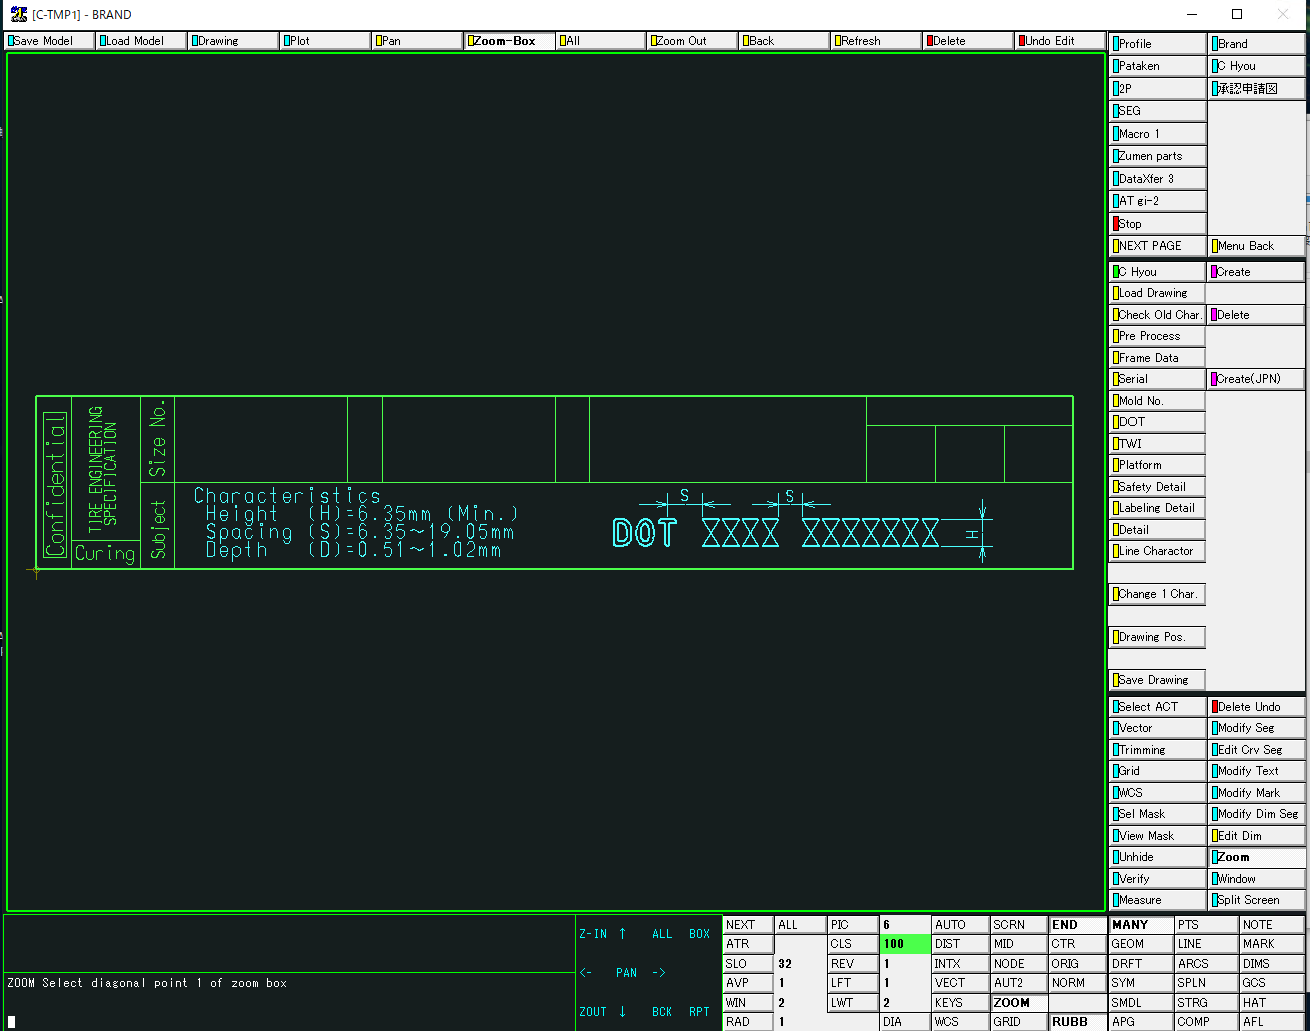 [C-TMP1] - BRAND
Save Model Load Model Drawing Plot Pan Zoom-Box All Zoom Out Back Refresh Delete Undo Edit
Profile Brand
Pataken C Hyou
2P 承認申請図
SEG
Macro 1
Zumen parts
DataXfer 3
AT gi-2
Stop
NEXT PAGE Menu Back
C Hyou Create
Load Drawing
Check Old Char. Delete
Pre Process
Frame Data
Serial Create(JPN)
Mold No.
DOT
TWI
Platform
Safety Detail
Labeling Detail
Detail
Line Charactor
Change 1 Char.
Drawing Pos.
Save Drawing
Select ACT Delete Undo
Vector Modify Seg
Trimming Edit Crv Seg
Grid Modify Text
WCS Modify Mark
Sel Mask Modify Dim Seg
View Mask Edit Dim
Unhide Zoom
Verify Window
Measure Split Screen
Confidential
TIRE ENGINEERING
SPECIFICATION
Curing
Size No.
Subject
Characteristics
Height (H)=6.35mm (Min.)
Spacing (S)=6.35~19.05mm
Depth (D)=0.51~1.02mm
S S
DOT XXXX XXXXXXX
H
Z-IN ↑ ALL BOX
<- PAN ->
ZOUT ↓ BCK RPT
ZOOM Select diagonal point 1 of zoom box
NEXT ALL PIC 6 AUTO SCRN END MANY PTS NOTE
ATR CLS 100 DIST MID CTR GEOM LINE MARK
SLO 32 REV 1 INTX NODE ORIG DRFT ARCS DIMS
AVP 1 LFT 1 VECT AUT2 NORM SYM SPLN GCS
WIN 2 LWT 2 KEYS ZOOM SMDL STRG HAT
RAD 1 DIA WCS GRID RUBB APG COMP AFL